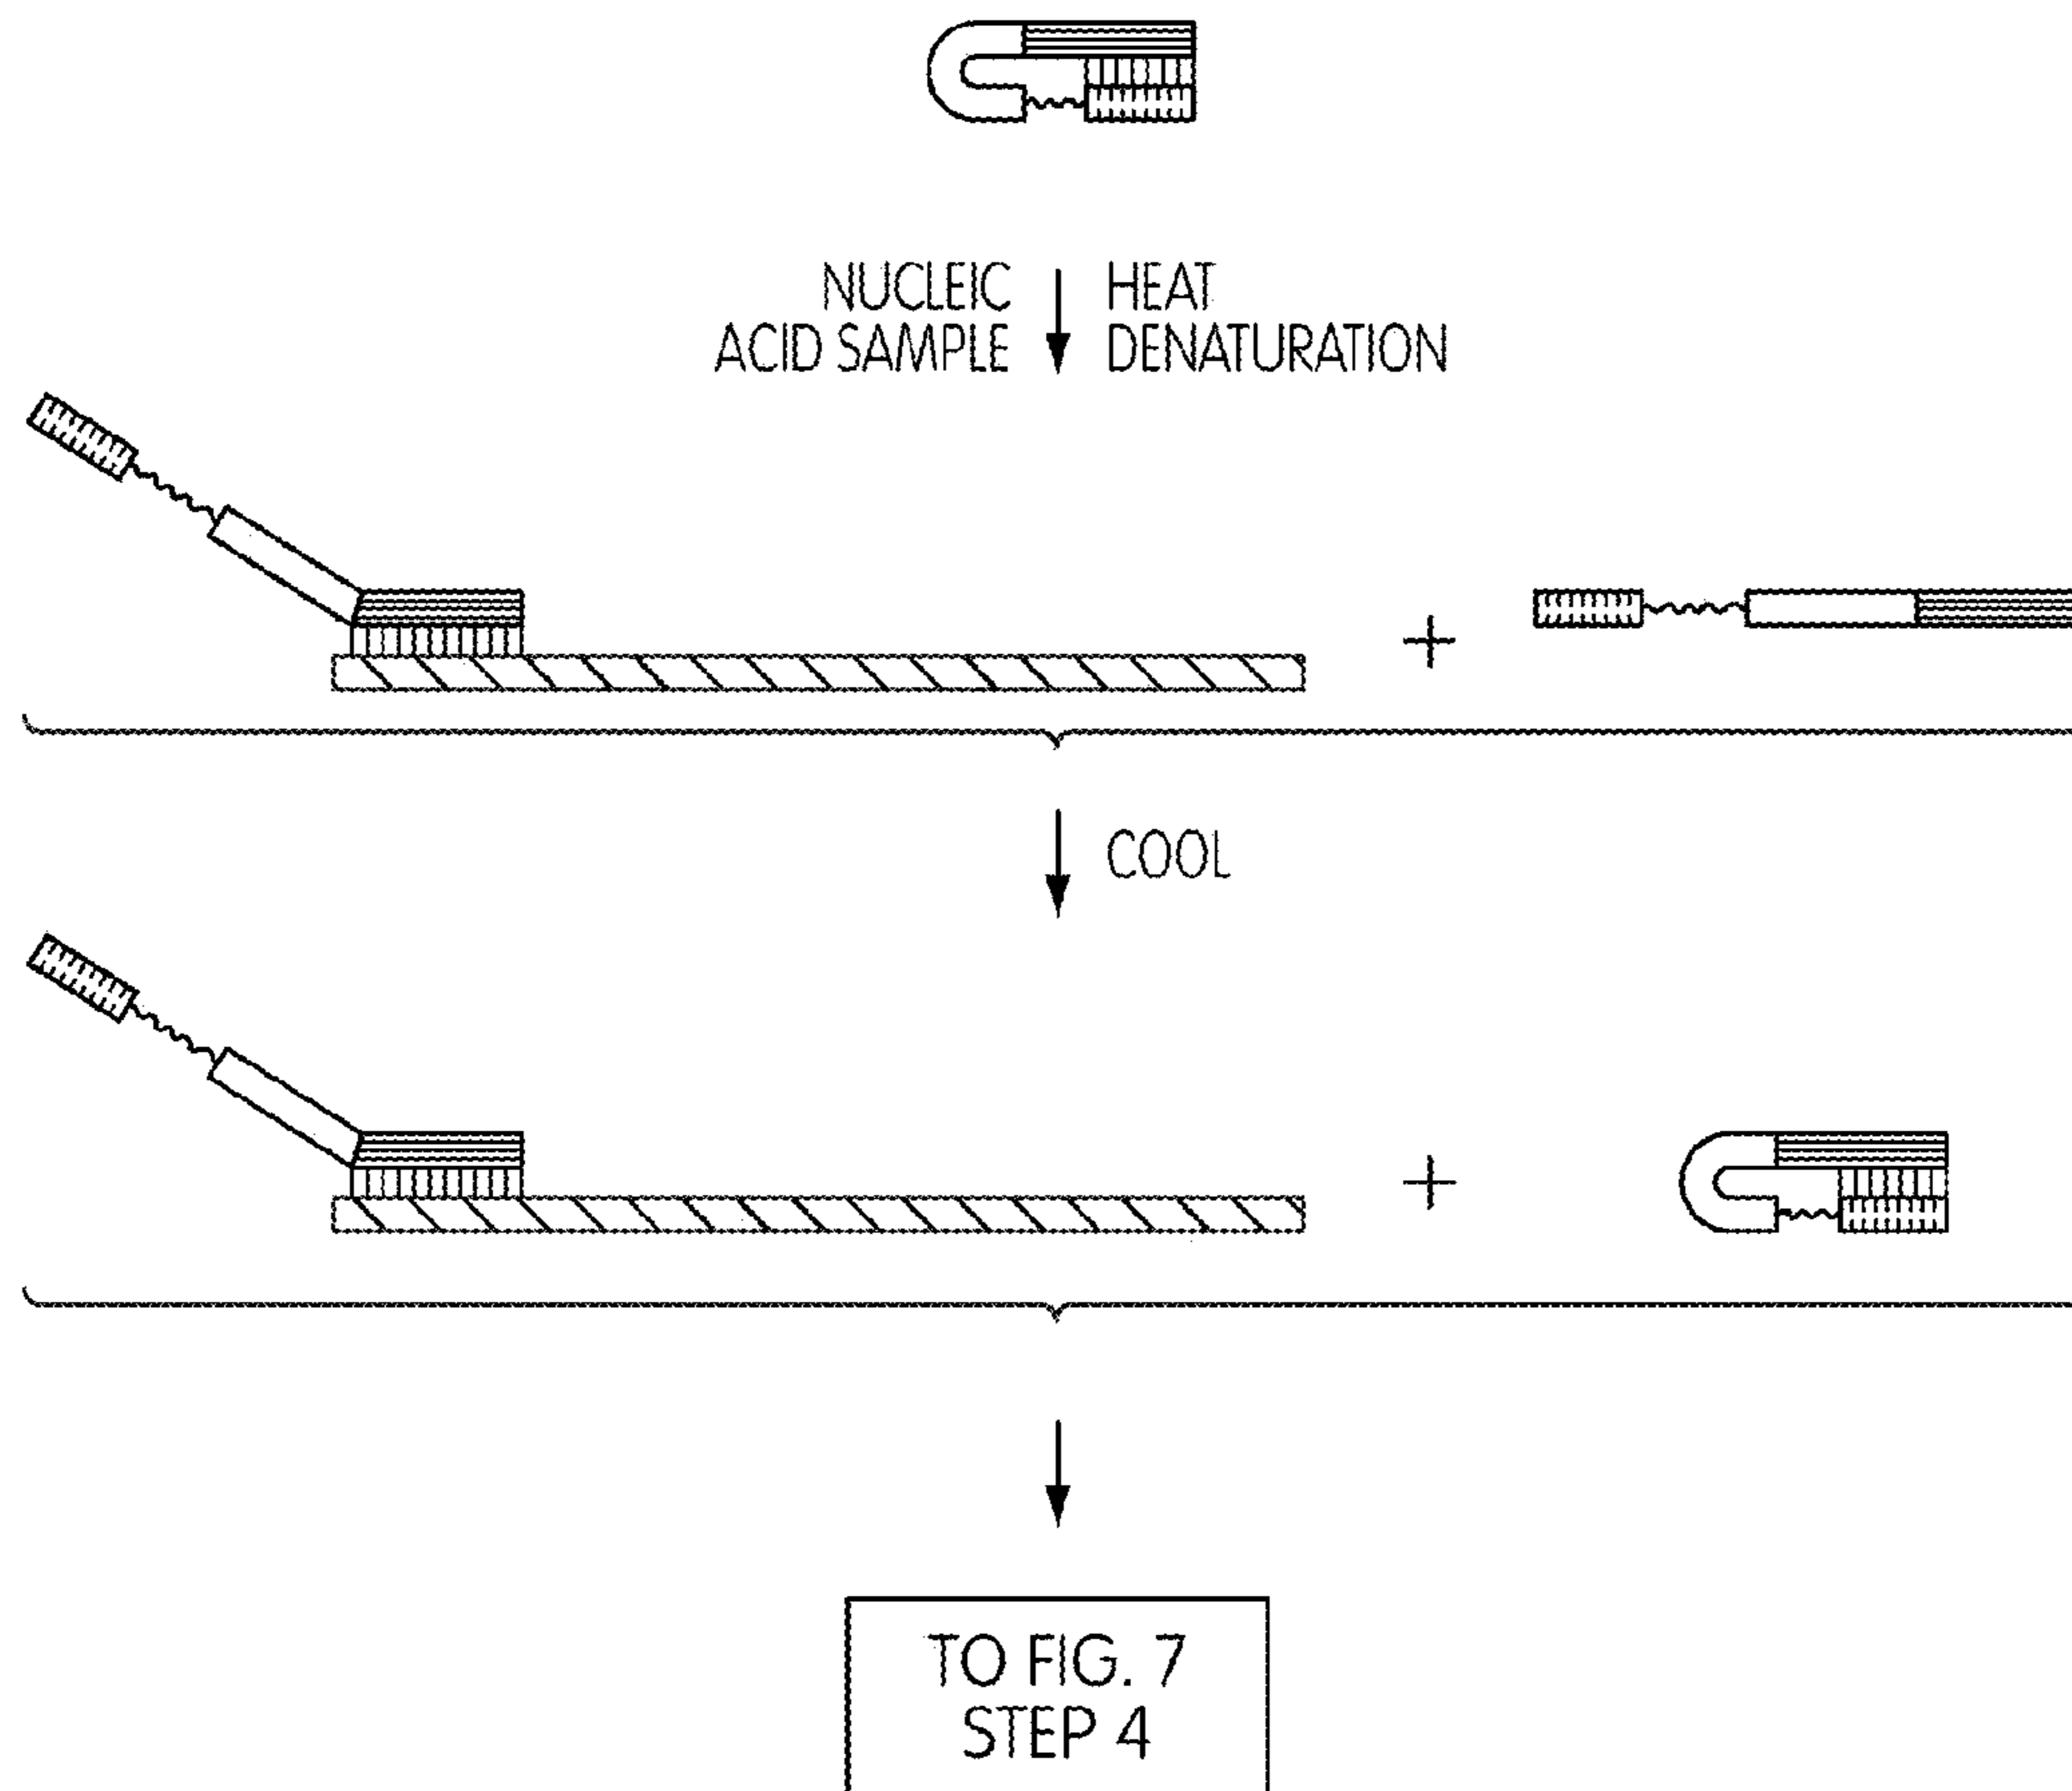 NUCLEIC
ACID SAMPLE
HEAT
DENATURATION
COOL
TO FIG. 7
STEP 4